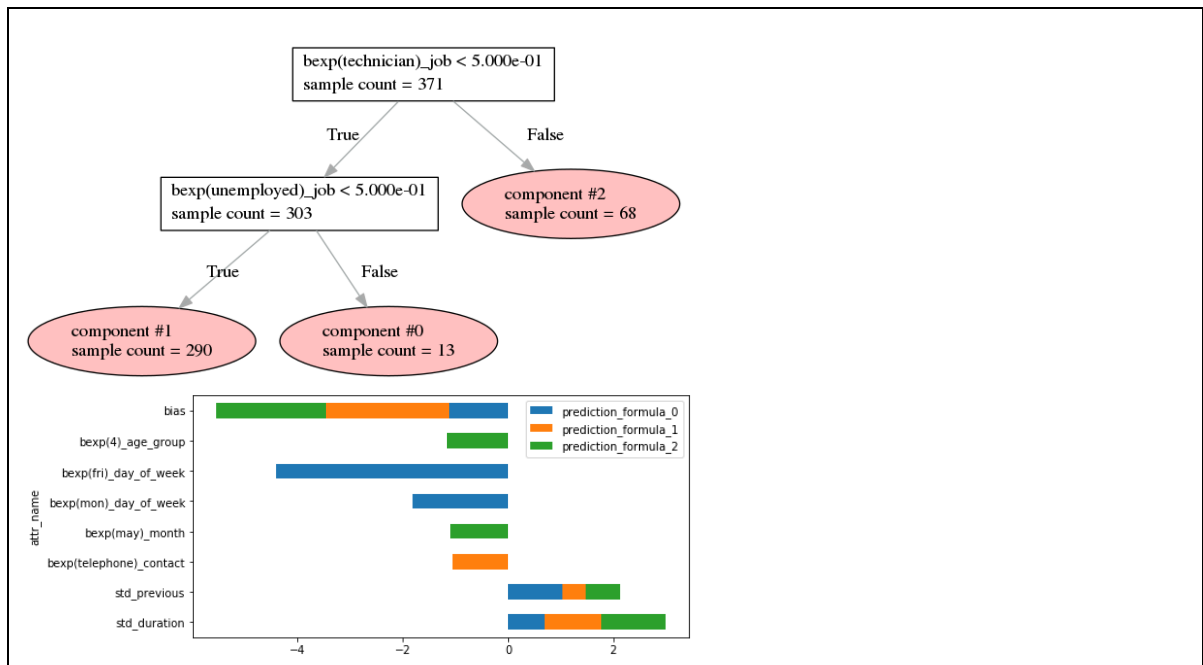 bexp(technician)_job < 5.000e-01
sample count = 371
True
False
bexp(unemployed)_job < 5.000e-01
sample count = 303
component #2
sample count = 68
True
False
component #1
sample count = 290
component #0
sample count = 13
bias
bexp(4)_age_group
bexp(fri)_day_of_week
bexp(mon)_day_of_week
bexp(may)_month
bexp(telephone)_contact
std_previous
std_duration
attr_name
prediction_formula_0
prediction_formula_1
prediction_formula_2
−4
−2
0
2